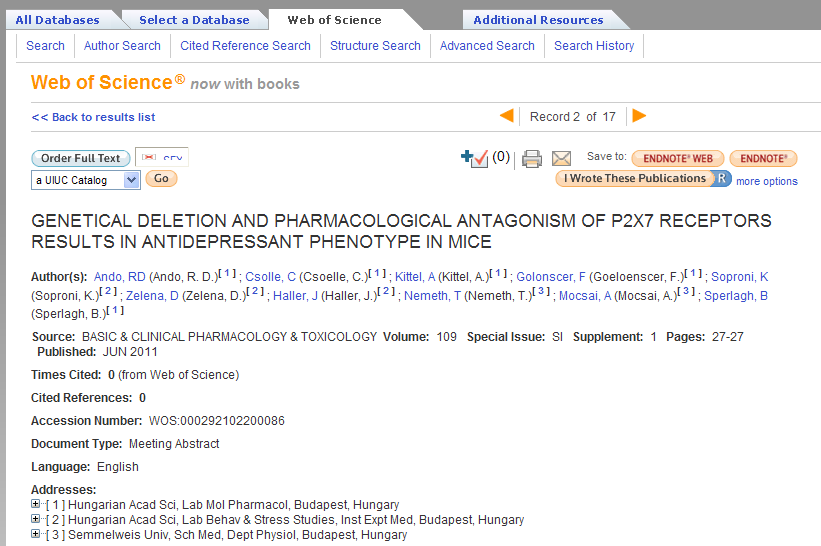 All Databases Select a Database Web of Science Additional Resources
Search Author Search Cited Reference Search Structure Search Advanced Search Search History
Web of Science® now with books
<< Back to results list Record 2 of 17
Order Full Text (0) Save to: ENDNOTE® WEB ENDNOTE®
a UIUC Catalog Go I Wrote These Publications R more options
GENETICAL DELETION AND PHARMACOLOGICAL ANTAGONISM OF P2X7 RECEPTORS
RESULTS IN ANTIDEPRESSANT PHENOTYPE IN MICE
Author(s): Ando, RD (Ando, R. D.)[ 1 ] ; Csolle, C (Csoelle, C.)[ 1 ] ; Kittel, A (Kittel, A.)[ 1 ] ; Golonscer, F (Goeloenscer, F.)[ 1 ] ; Soproni, K
(Soproni, K.)[ 2 ] ; Zelena, D (Zelena, D.)[ 2 ] ; Haller, J (Haller, J.)[ 2 ] ; Nemeth, T (Nemeth, T.)[ 3 ] ; Mocsai, A (Mocsai, A.)[ 3 ] ; Sperlagh, B
(Sperlagh, B.)[ 1 ]
Source: BASIC & CLINICAL PHARMACOLOGY & TOXICOLOGY Volume: 109 Special Issue: SI Supplement: 1 Pages: 27-27
Published: JUN 2011
Times Cited: 0 (from Web of Science)
Cited References: 0
Accession Number: WOS:000292102200086
Document Type: Meeting Abstract
Language: English
Addresses:
[ 1 ] Hungarian Acad Sci, Lab Mol Pharmacol, Budapest, Hungary
[ 2 ] Hungarian Acad Sci, Lab Behav & Stress Studies, Inst Expt Med, Budapest, Hungary
[ 3 ] Semmelweis Univ, Sch Med, Dept Physiol, Budapest, Hungary